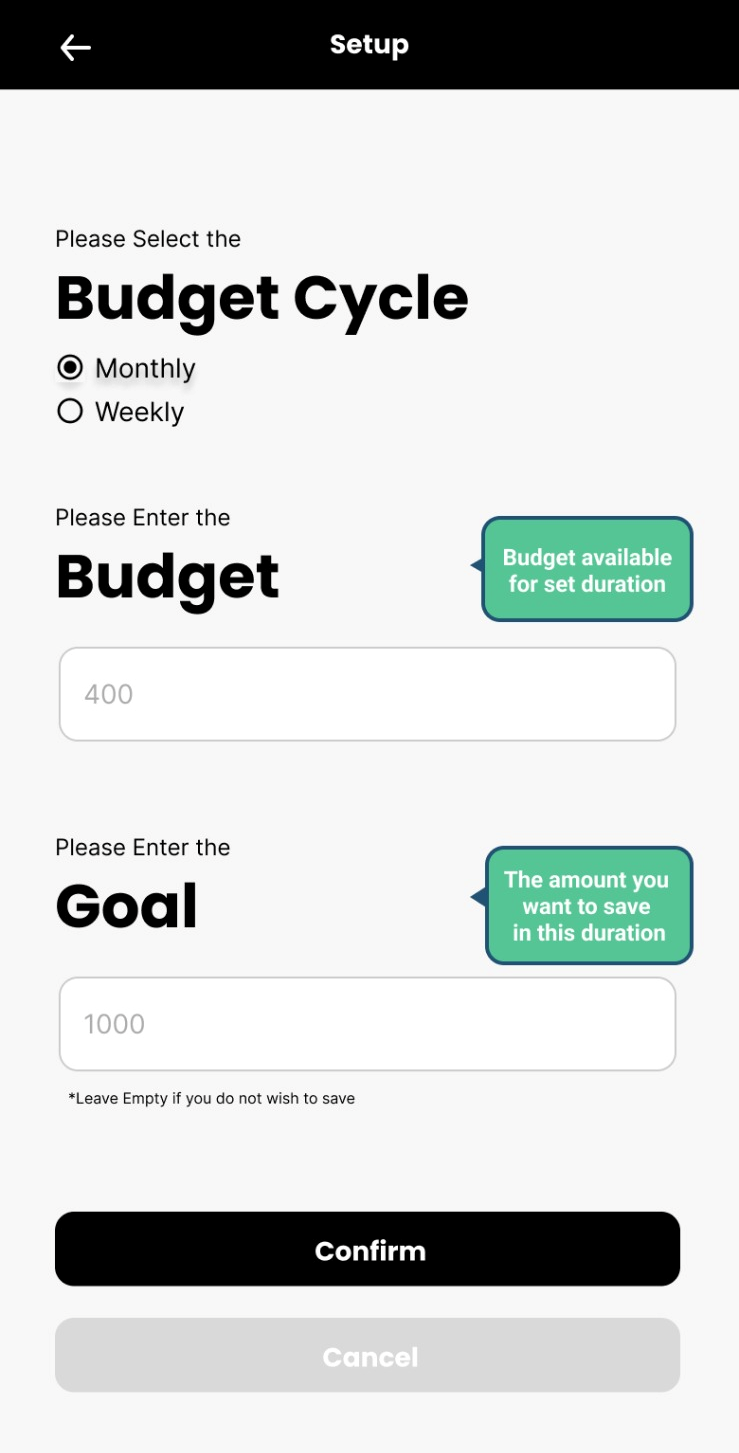 Setup
Please Select the
Budget Cycle
Monthly
Weekly
Please Enter the
Budget
Budget available
for set duration
400
Please Enter the
Goal
The amount you
want to save
in this duration
1000
*Leave Empty if you do not wish to save
Confirm
Cancel